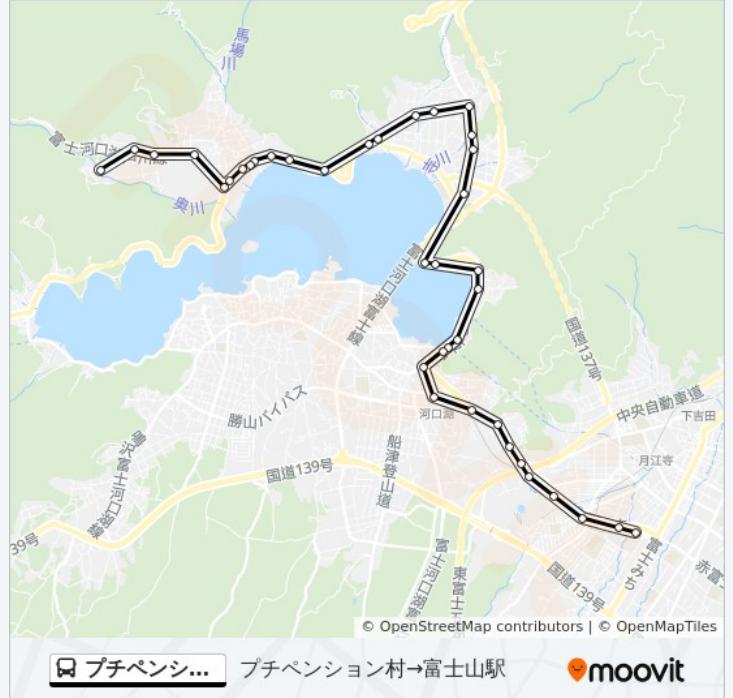 馬場川
富士河口湖
奥川
寺川
富士河口湖富士線
国道137号
勝山バイパス
中央自動車道
下吉田
河口湖
月江寺
鳴沢富士河口湖線
船津登山道
国道139号
39号
富士みち
赤富
国道139号
富士河口湖富
東富士五
© OpenStreetMap contributors | © OpenMapTiles
プチペンシ... プチペンション村→富士山駅 moovit